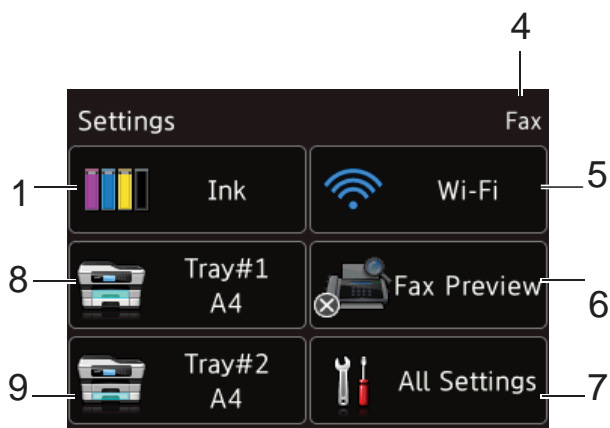 4
Settings Fax
1 Ink Wi-Fi 5
8 Tray#1 Fax Preview 6
A4
9 Tray#2 All Settings 7
A4